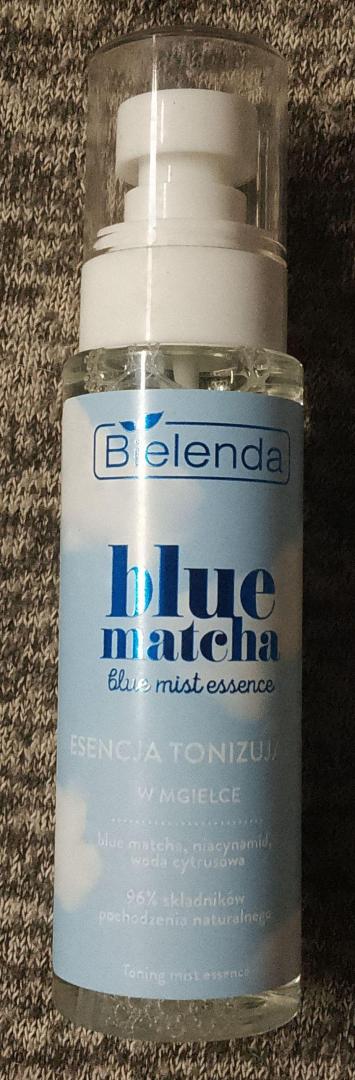 Bielenda
blue
matcha
blue mist essence
ESENCJA TONIZUJĄ
W MGIEŁCE
blue matcha, niacynamid,
woda cytrusowa
96% składników
pochodzenia naturalnego
Toning mist essence